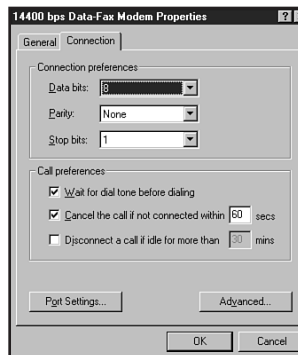 14400 bps Data-Fax Modem Properties ?
General Connection
Connection preferences
Data bits: 8
Parity: None
Stop bits: 1
Call preferences
Wait for dial tone before dialing
Cancel the call if not connected within 60 secs
Disconnect a call if idle for more than 30 mins
Port Settings... Advanced...
OK Cancel